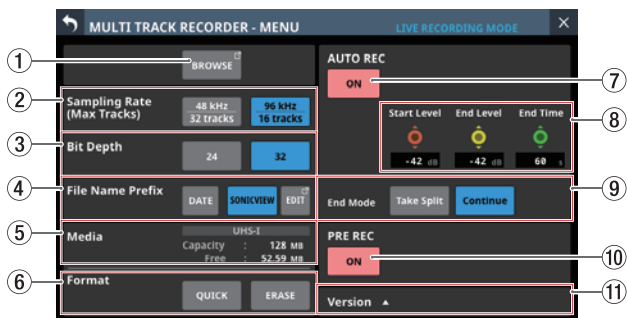 MULTI TRACK RECORDER - MENU
LIVE RECORDING MODE
1
BROWSE
2
Sampling Rate
(Max Tracks)
48 kHz
32 tracks
96 kHz
16 tracks
3
Bit Depth
24
32
4
File Name Prefix
DATE
SONICVIEW
EDIT
5
Media
UHS-I
Capacity : 128 MB
Free : 52.59 MB
6
Format
QUICK
ERASE
AUTO REC
ON
7
Start Level
End Level
End Time
-42 dB
-42 dB
60 s
8
End Mode
Take Split
Continue
9
PRE REC
ON
10
Version ▲
11